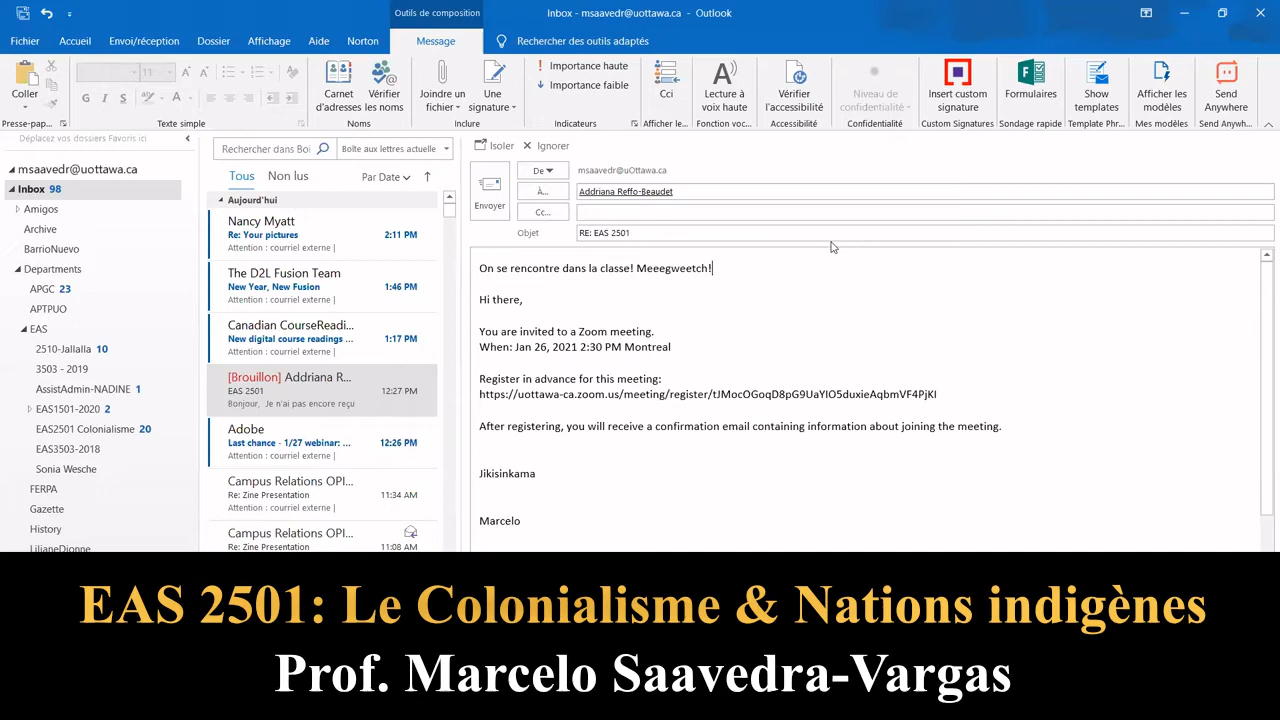 Outils de composition
Inbox - msaavedr@uottawa.ca - Outlook
Fichier Accueil Envoi/réception Dossier Affichage Aide Norton Message Rechercher des outils adaptés
Coller
11
G I S
Carnet d'adresses
Vérifier les noms
Joindre un fichier
Une signature
Importance haute
Importance faible
Cci
Lecture à voix haute
Vérifier l'accessibilité
Niveau de confidentialité
Insert custom signature
Formulaires
Show templates
Afficher les modèles
Send Anywhere
Presse-pap... Texte simple Noms Inclure Indicateurs Afficher le... Fonction voc... Accessibilité Confidentialité Custom Signatures Sondage rapide Template Phr... Mes modèles Send Anyw...
Déplacez vos dossiers Favoris ici
msaavedr@uottawa.ca
Inbox 98
Amigos
Archive
BarrioNuevo
Departments
APGC 23
APTPUO
EAS
2510-Jallalla 10
3503 - 2019
AssistAdmin-NADINE 1
EAS1501-2020 2
EAS2501 Colonialisme 20
EAS3503-2018
Sonia Wesche
FERPA
Gazette
History
LilianeDionne
Rechercher dans Boî
Boîte aux lettres actuelle
Tous Non lus Par Date
Aujourd'hui
Nancy Myatt
Re: Your pictures 2:11 PM
Attention : courriel externe |
The D2L Fusion Team
New Year, New Fusion 1:46 PM
Attention : courriel externe |
Canadian CourseReadi...
New digital course readings ... 1:17 PM
Attention : courriel externe |
[Brouillon] Addriana R...
EAS 2501 12:27 PM
Bonjour, Je n'ai pas encore reçu
Adobe
Last chance - 1/27 webinar: ... 12:26 PM
Attention : courriel externe |
Campus Relations OPI...
Re: Zine Presentation 11:34 AM
Attention : courriel externe |
Campus Relations OPI...
Re: Zine Presentation 11:08 AM
Isoler Ignorer
Envoyer
De msaavedr@uOttawa.ca
À... Addriana Reffo-Beaudet
Cc...
Objet RE: EAS 2501
On se rencontre dans la classe! Meeegweetch!
Hi there,
You are invited to a Zoom meeting.
When: Jan 26, 2021 2:30 PM Montreal
Register in advance for this meeting:
https://uottawa-ca.zoom.us/meeting/register/tJMocOGoqD8pG9UaYIO5duxieAqbmVF4PjKI
After registering, you will receive a confirmation email containing information about joining the meeting.
Jikisinkama
Marcelo
EAS 2501: Le Colonialisme & Nations indigènes
Prof. Marcelo Saavedra-Vargas